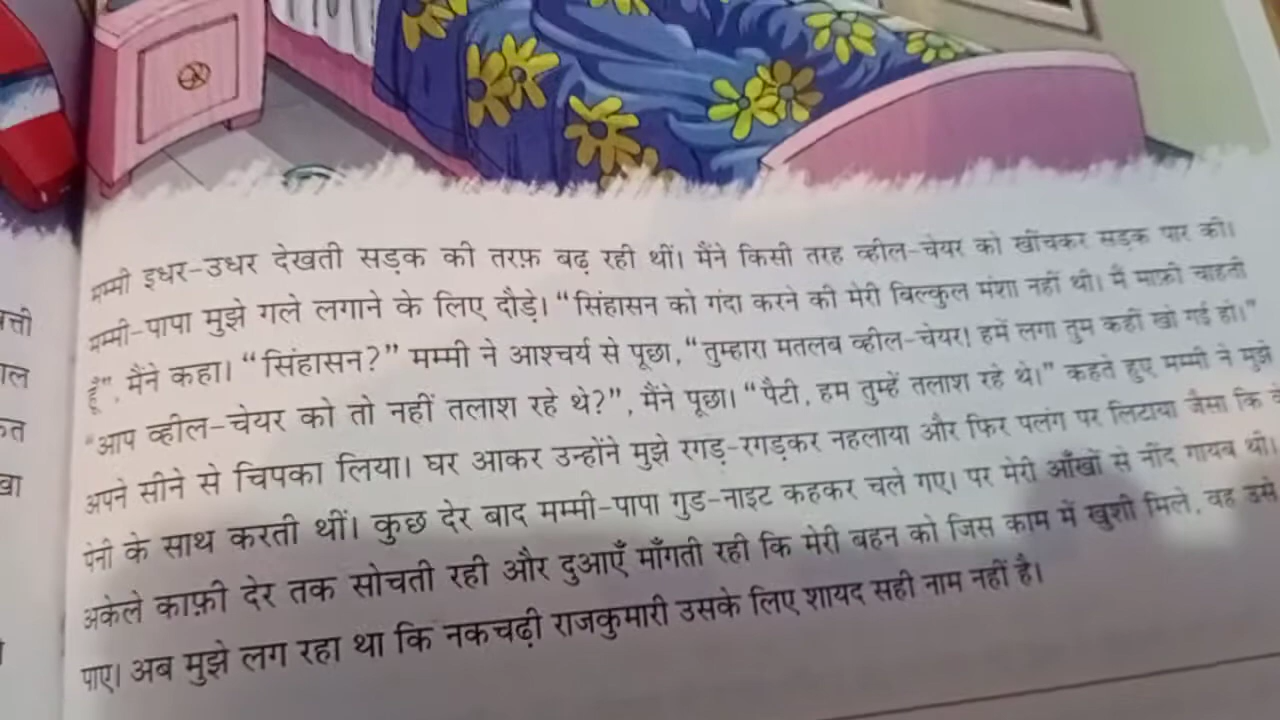 त्ती
ाल
त
खा
मम्मी इधर-उधर देखती सड़क की तरफ़ बढ़ रही थीं। मैंने किसी तरह व्हील-चेयर को खींचकर सड़क पार की।
मम्मी-पापा मुझे गले लगाने के लिए दौड़े। “सिंहासन को गंदा करने की मेरी बिल्कुल मंशा नहीं थी। मैं माफ़ी चाहती
हूँ”, मैंने कहा। “सिंहासन?” मम्मी ने आश्चर्य से पूछा, “तुम्हारा मतलब व्हील-चेयर! हमें लगा तुम कहीं खो गई हो।”
“आप व्हील-चेयर को तो नहीं तलाश रहे थे?”, मैंने पूछा। “पैटी, हम तुम्हें तलाश रहे थे।” कहते हुए मम्मी ने मुझे
अपने सीने से चिपका लिया। घर आकर उन्होंने मुझे रगड़-रगड़कर नहलाया और फिर पलंग पर लिटाया जैसा कि वे
पेनी के साथ करती थीं। कुछ देर बाद मम्मी-पापा गुड-नाइट कहकर चले गए। पर मेरी आँखों से नींद गायब थी।
अकेले काफ़ी देर तक सोचती रही और दुआएँ माँगती रही कि मेरी बहन को जिस काम में खुशी मिले, वह उसे
पाए। अब मुझे लग रहा था कि नकचढ़ी राजकुमारी उसके लिए शायद सही नाम नहीं है।